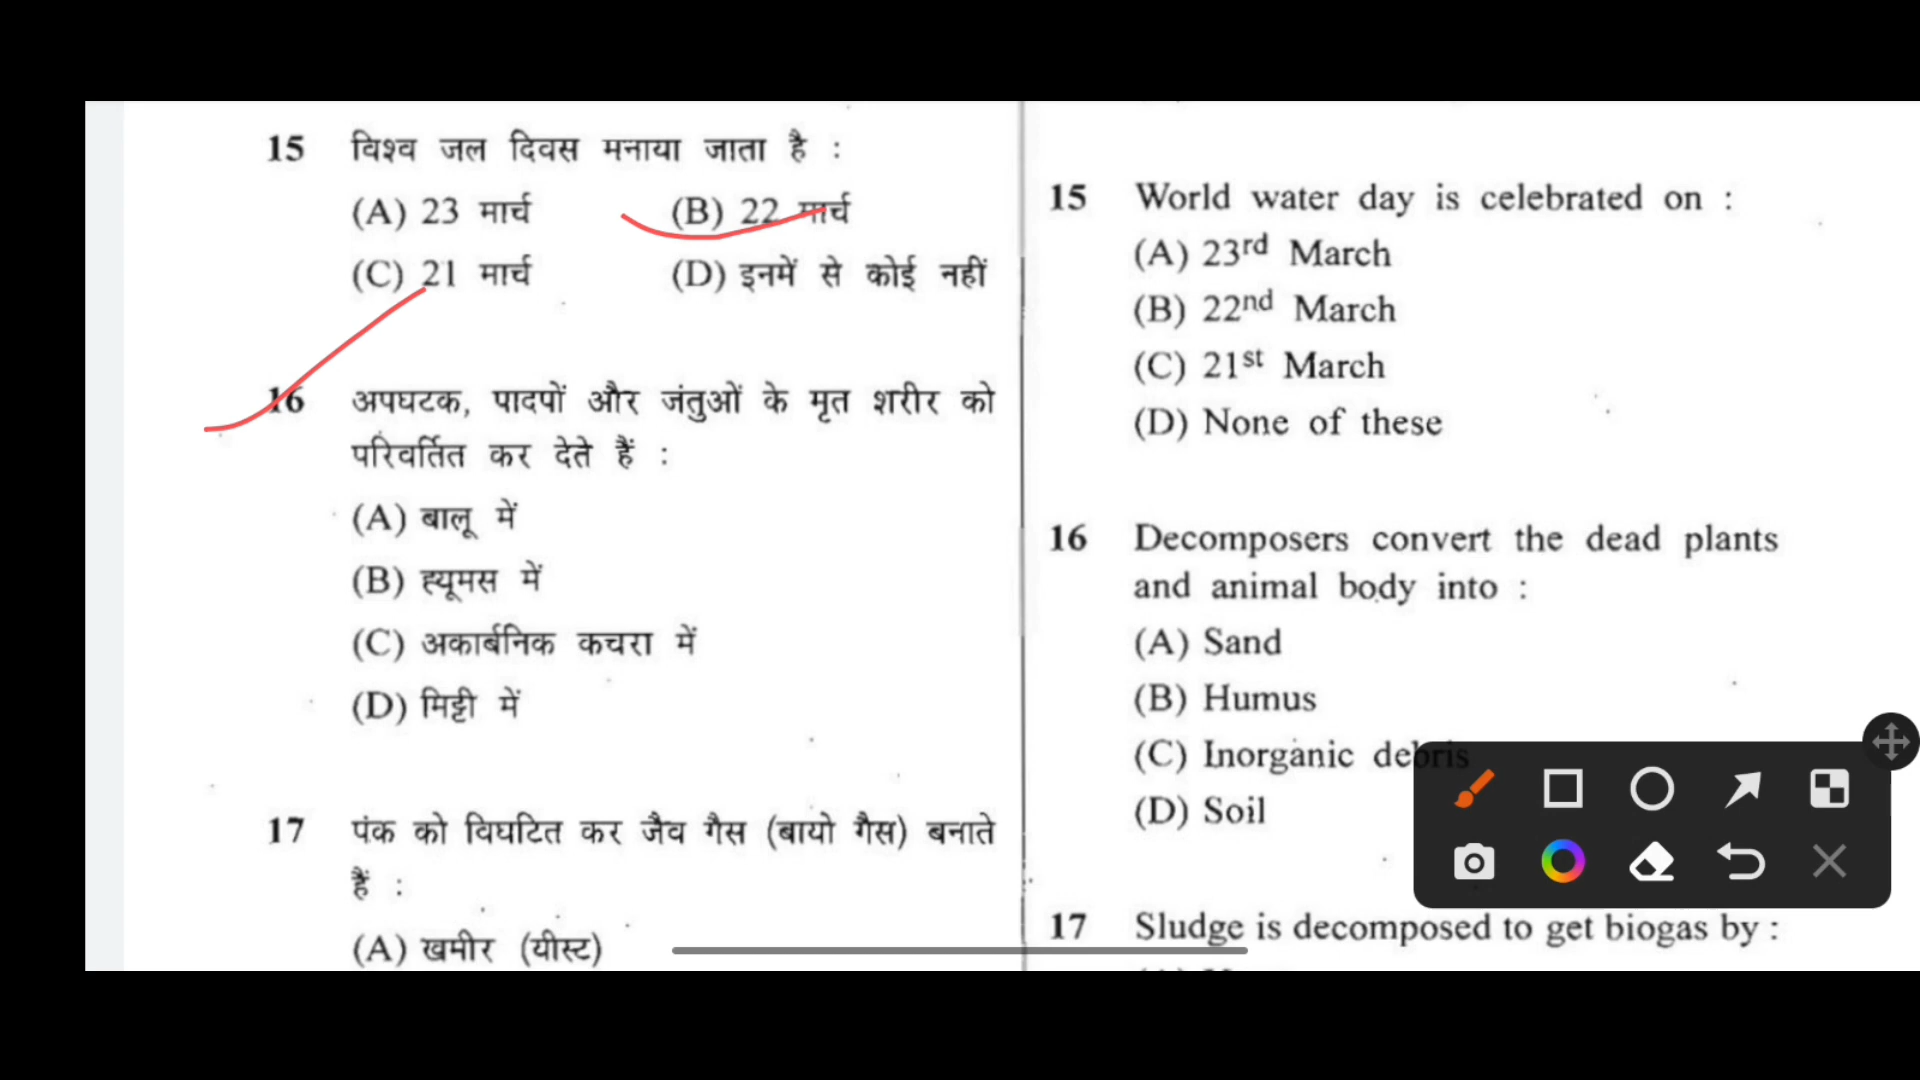 15 विश्व जल दिवस मनाया जाता है :
(A) 23 मार्च (B) 22 मार्च
(C) 21 मार्च (D) इनमें से कोई नहीं
16 अपघटक, पादपों और जंतुओं के मृत शरीर को
परिवर्तित कर देते हैं :
(A) बालू में
(B) ह्यूमस में
(C) अकार्बनिक कचरा में
(D) मिट्टी में
17 पंक को विघटित कर जैव गैस (बायो गैस) बनाते
हैं :
(A) खमीर (यीस्ट)
15 World water day is celebrated on :
(A) 23rd March
(B) 22nd March
(C) 21st March
(D) None of these
16 Decomposers convert the dead plants
and animal body into :
(A) Sand
(B) Humus
(C) Inorganic debris
(D) Soil
17 Sludge is decomposed to get biogas by :